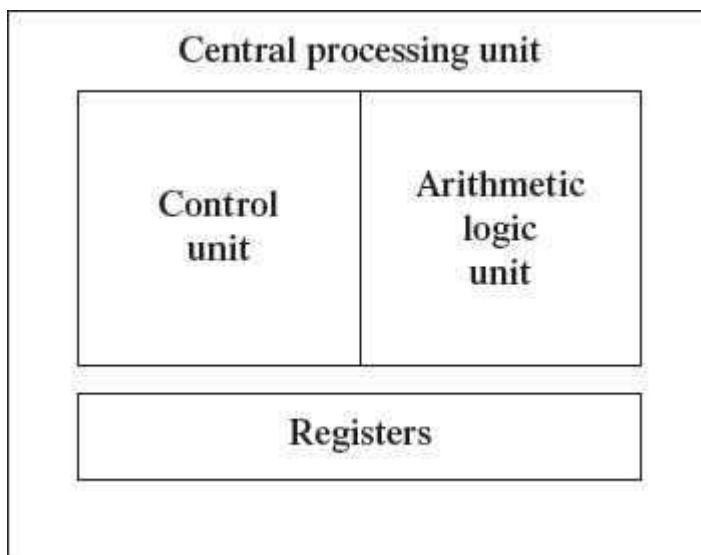 Central processing unit
Control
unit
Arithmetic
logic
unit
Registers